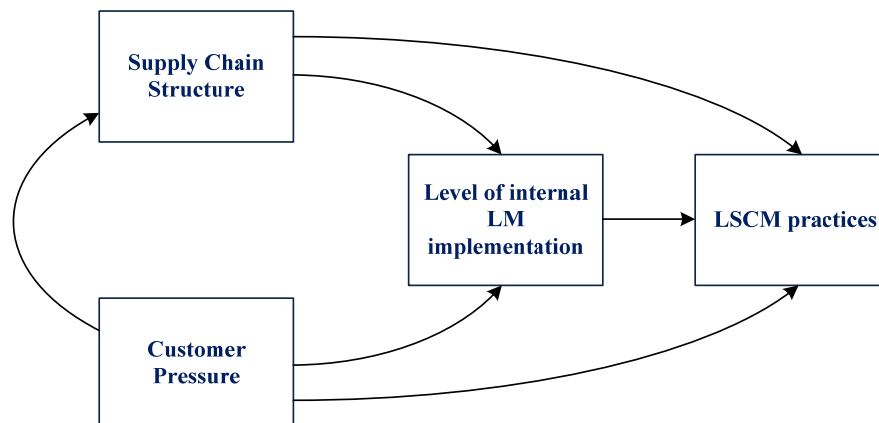 Supply Chain
Structure
Level of internal
LM
implementation
LSCM practices
Customer
Pressure